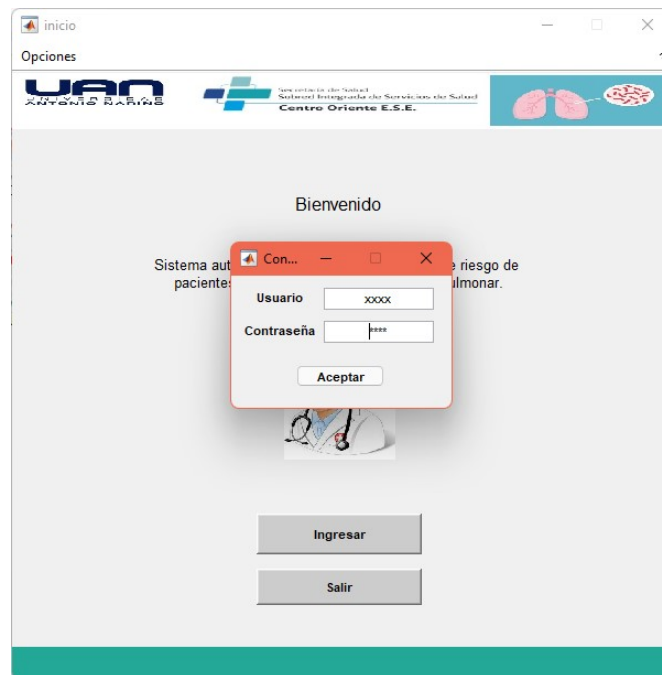 inicio
Opciones
UAN
UNIVERSIDAD
ANTONIO NARIÑO
Secretaría de Salud
Subred Integrada de Servicios de Salud
Centro Oriente E.S.E.
Bienvenido
Sistema aut
e riesgo de
pacientes
ulmonar.
Con...
Usuario
xxxx
Contraseña
****
Aceptar
Ingresar
Salir